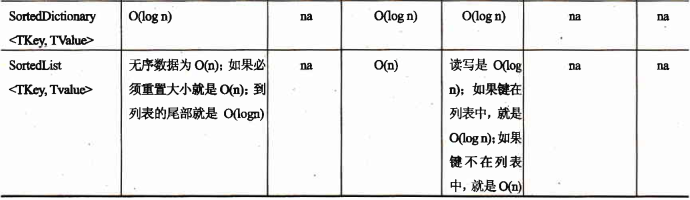 SortedDictionary O(log n) na O(log n) O(log n) na na
<TKey, TValue>
SortedList 无序数据为 O(n)；如果必 na O(n) 读写是 O(log na na
<TKey, Tvalue> 须重置大小就是 O(n)；到 n)；如果键在
列表的尾部就是 O(logn) 列表中，就是
O(log n)；如果
键不在列表
中，就是 O(n)